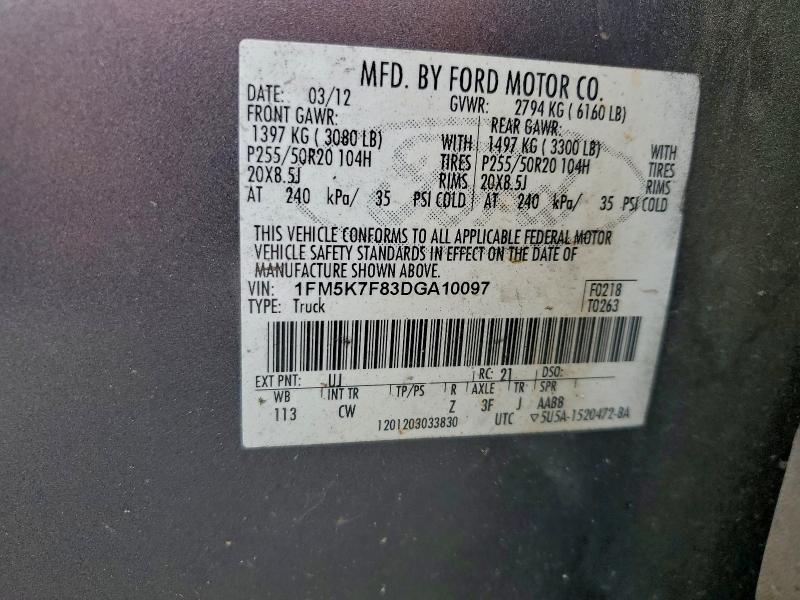 MFD. BY FORD MOTOR CO.
DATE: 03/12 GVWR: 2794 KG ( 6160 LB)
FRONT GAWR: REAR GAWR:
1397 KG ( 3080 LB) WITH 1497 KG ( 3300 LB) WITH
P255/50R20 104H TIRES P255/50R20 104H TIRES
20X8.5J RIMS 20X8.5J RIMS
AT 240 kPa/ 35 PSI COLD AT 240 kPa/ 35 PSI COLD
THIS VEHICLE CONFORMS TO ALL APPLICABLE FEDERAL MOTOR
VEHICLE SAFETY STANDARDS IN EFFECT ON THE DATE OF
MANUFACTURE SHOWN ABOVE.
VIN: 1FM5K7F83DGA10097 F0218
TYPE: Truck T0263
EXT PNT: UJ RC: 21 DSO:
WB INT TR TP/PS R AXLE TR SPR
113 CW Z 3F J AABB
1201203033830 UTC ▽5U5A-1520472-BA